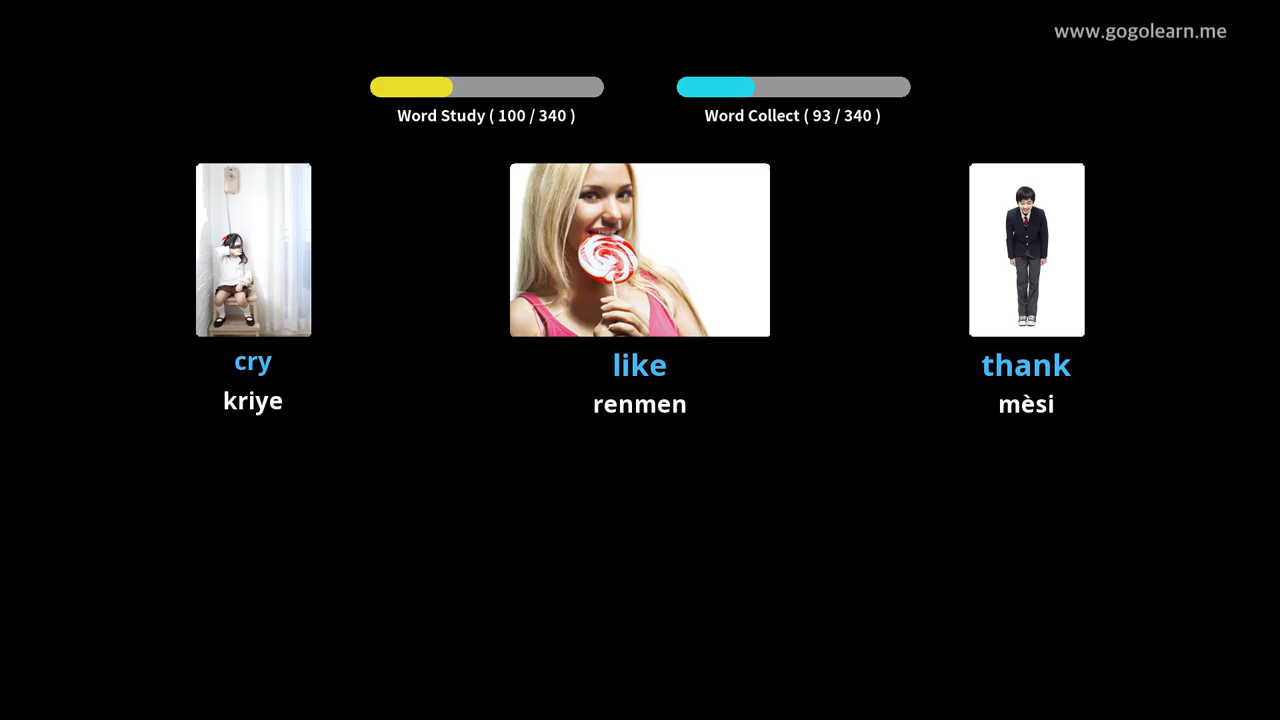 www.gogolearn.me
Word Study ( 100 / 340 )
Word Collect ( 93 / 340 )
cry
kriye
like
renmen
thank
mèsi